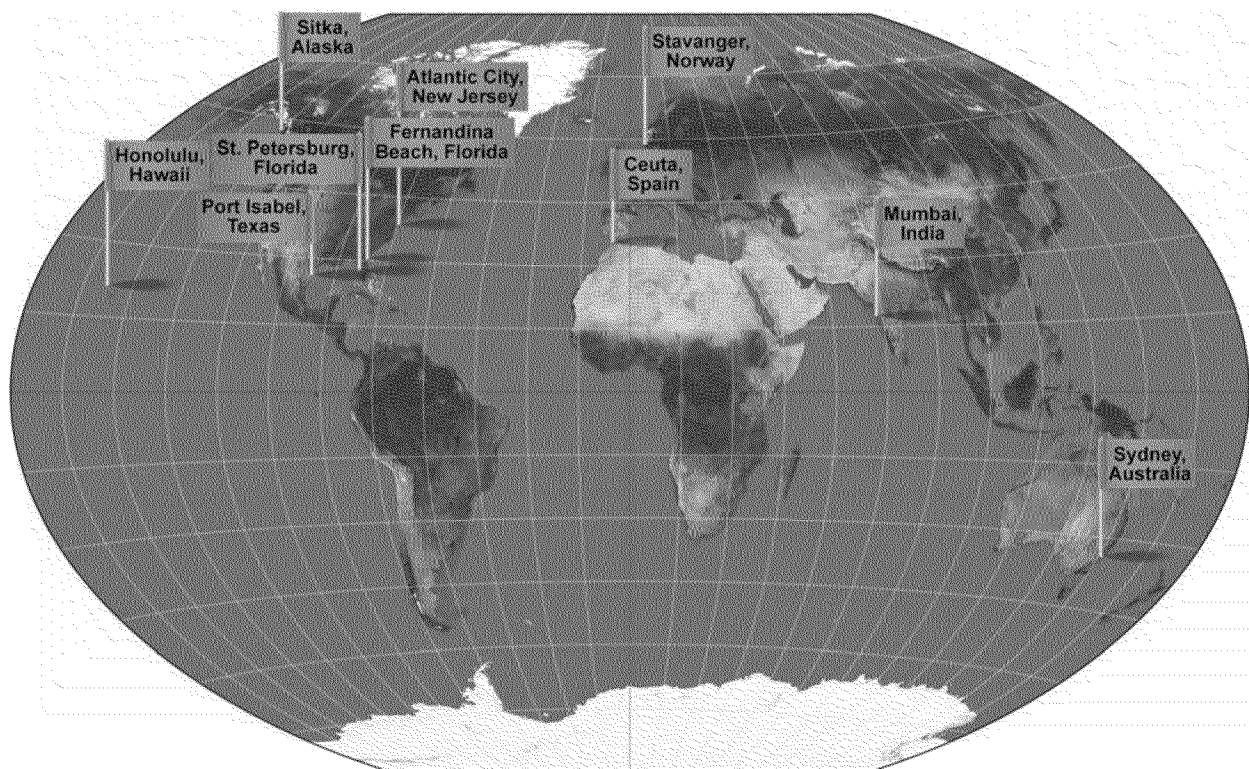 Sitka,
Alaska
Stavanger,
Norway
Atlantic City,
New Jersey
Fernandina
Beach, Florida
Honolulu,
Hawaii
St. Petersburg,
Florida
Ceuta,
Spain
Port Isabel,
Texas
Mumbai,
India
Sydney,
Australia